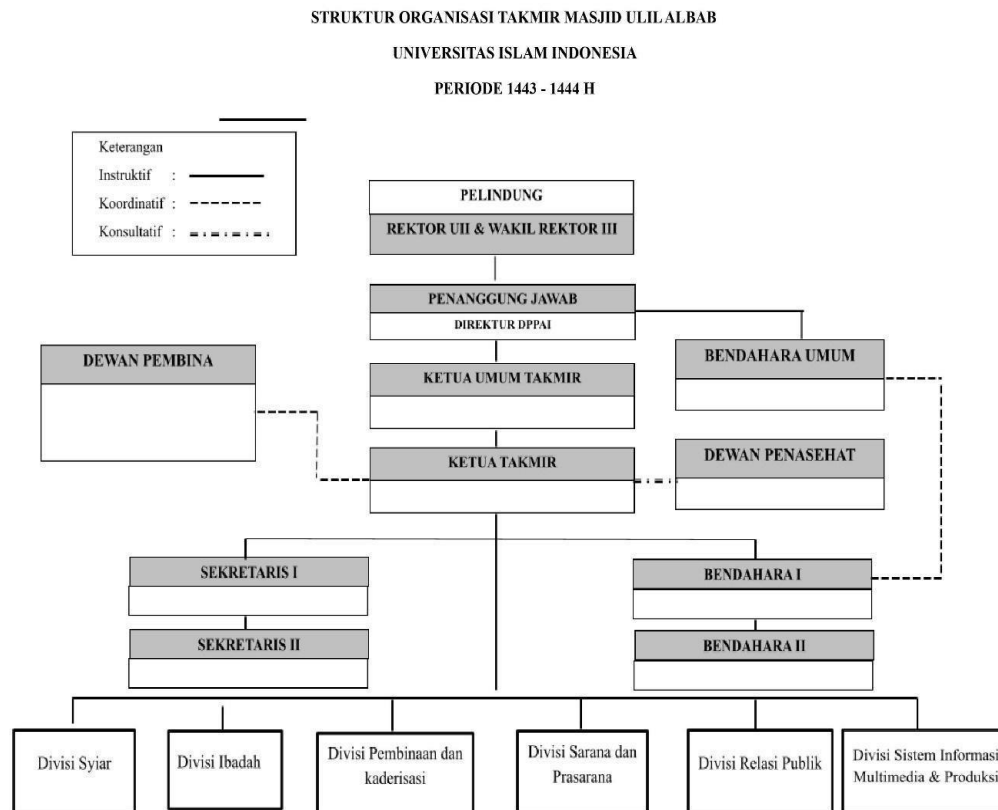 STRUKTUR ORGANISASI TAKMIR MASJID ULIL ALBAB
UNIVERSITAS ISLAM INDONESIA
PERIODE 1443 - 1444 H
Keterangan
Instruktif :
Koordinatif :
Konsultatif :
PELINDUNG
REKTOR UII & WAKIL REKTOR III
PENANGGUNG JAWAB
DIREKTUR DPPAI
DEWAN PEMBINA
BENDAHARA UMUM
KETUA UMUM TAKMIR
KETUA TAKMIR
DEWAN PENASEHAT
SEKRETARIS I
BENDAHARA I
SEKRETARIS II
BENDAHARA II
Divisi Syiar
Divisi Ibadah
Divisi Pembinaan dan
kaderisasi
Divisi Sarana dan
Prasarana
Divisi Relasi Publik
Divisi Sistem Informasi
Multimedia & Produksi